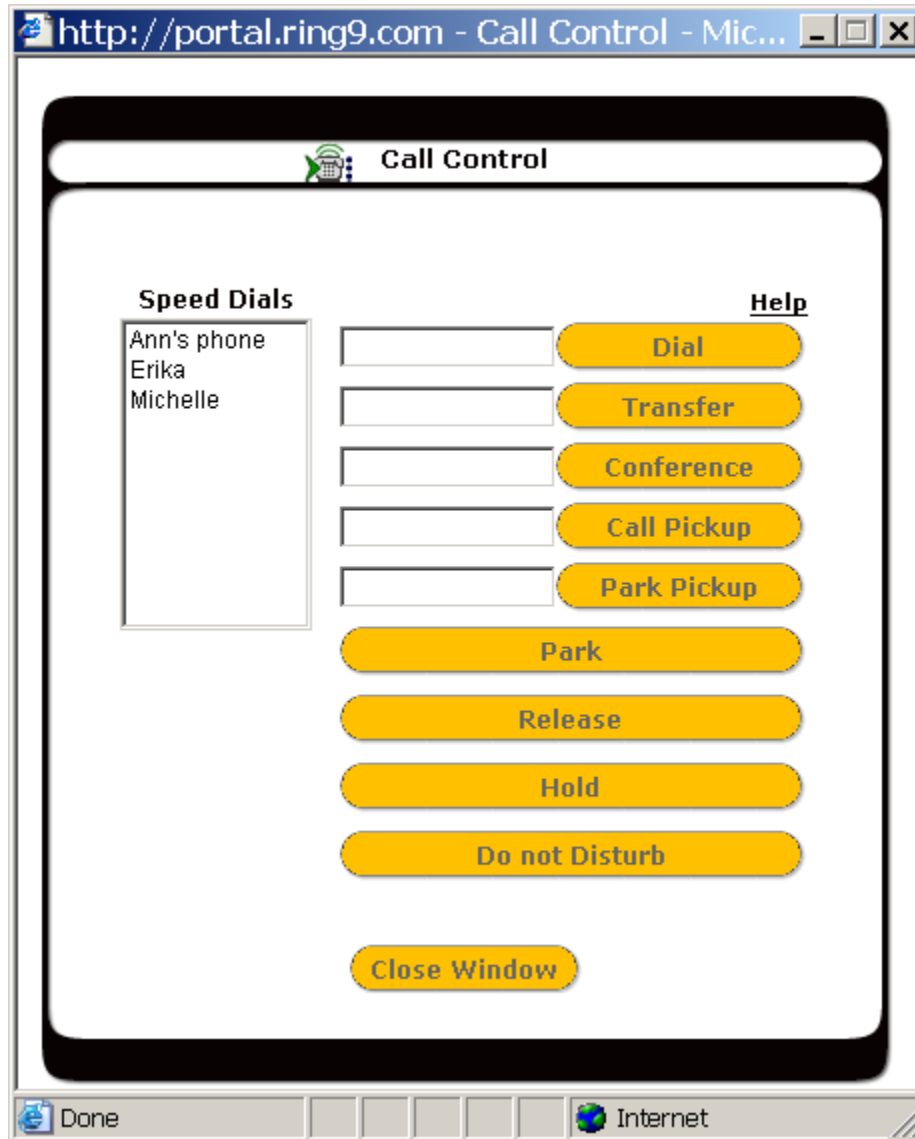 http://portal.ring9.com - Call Control - Mic...
Call Control
Speed Dials
Help
Ann's phone
Erika
Michelle
Dial
Transfer
Conference
Call Pickup
Park Pickup
Park
Release
Hold
Do not Disturb
Close Window
Done
Internet